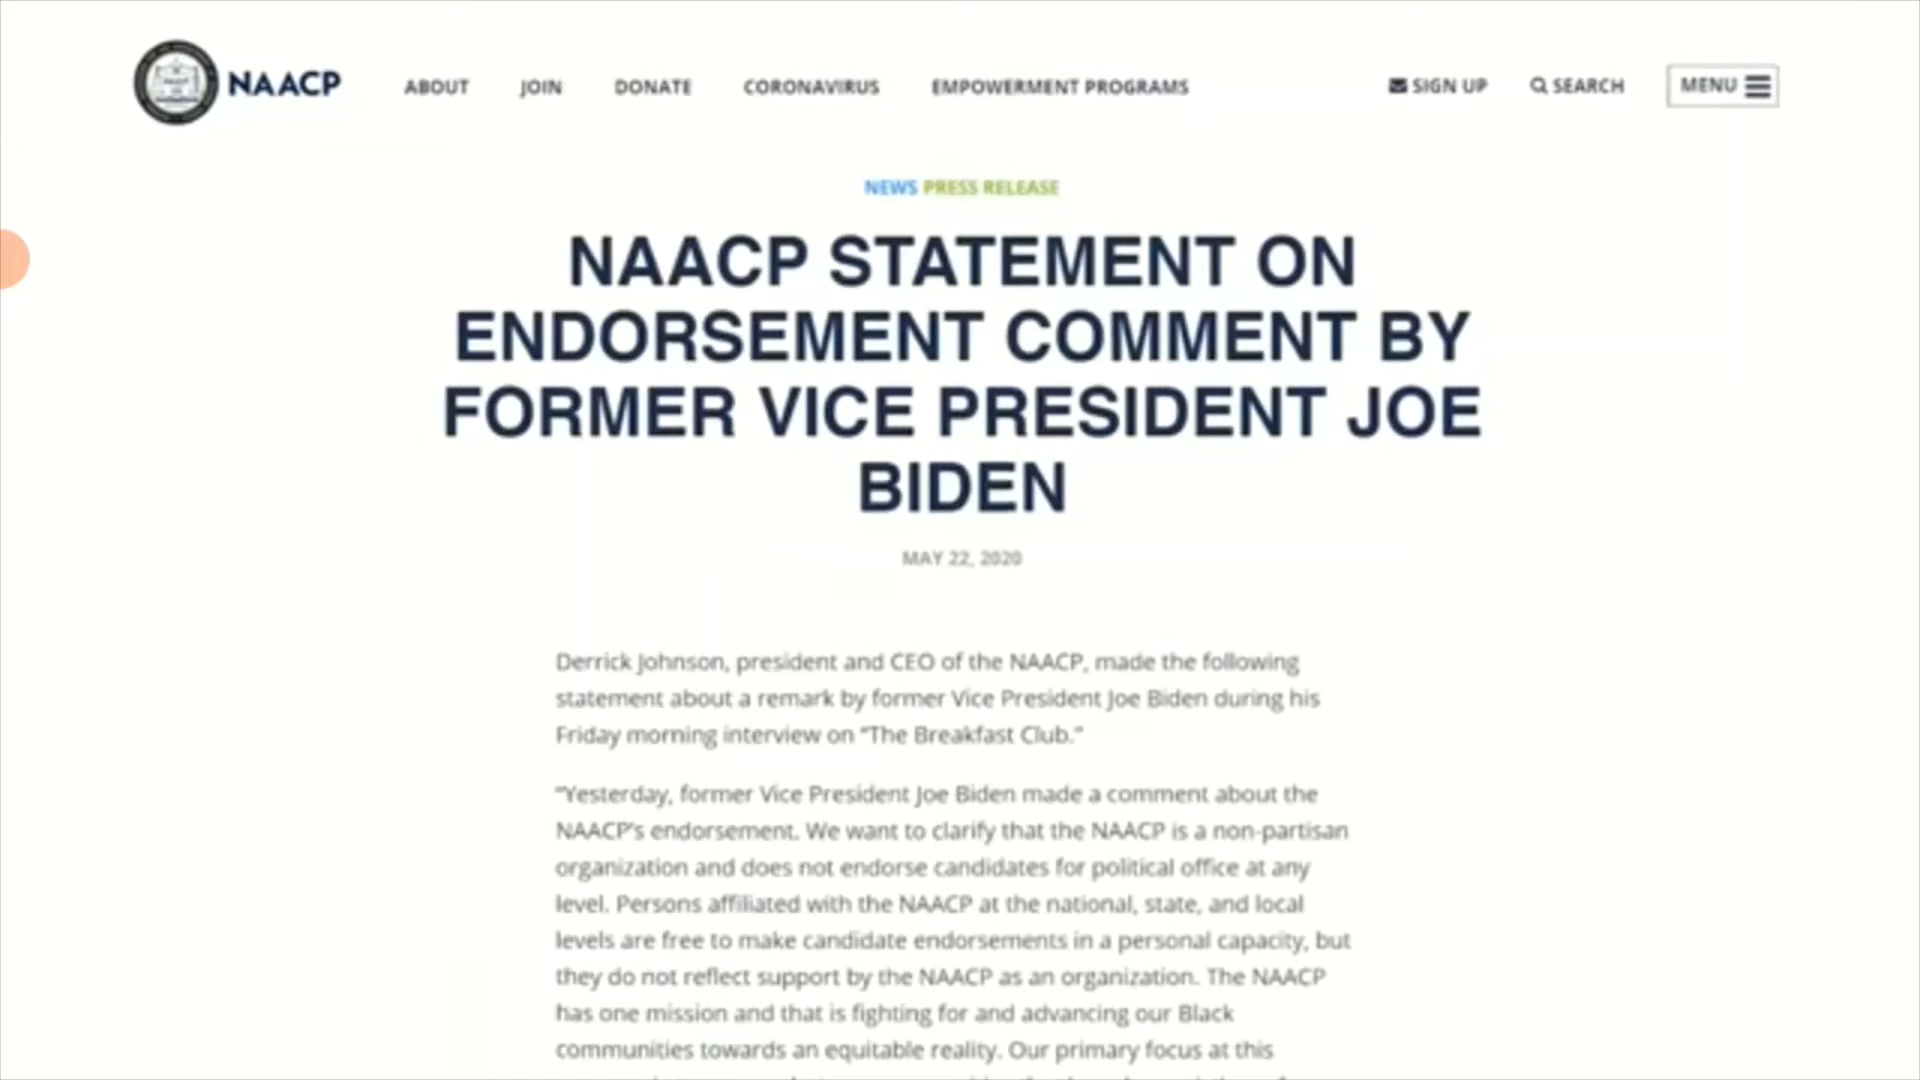 NAACP
ABOUT JOIN DONATE CORONAVIRUS EMPOWERMENT PROGRAMS SIGN UP SEARCH MENU
NEWS PRESS RELEASE
NAACP STATEMENT ON
ENDORSEMENT COMMENT BY
FORMER VICE PRESIDENT JOE
BIDEN
MAY 22, 2020
Derrick Johnson, president and CEO of the NAACP, made the following
statement about a remark by former Vice President Joe Biden during his
Friday morning interview on “The Breakfast Club.”
“Yesterday, former Vice President Joe Biden made a comment about the
NAACP’s endorsement. We want to clarify that the NAACP is a non-partisan
organization and does not endorse candidates for political office at any
level. Persons affiliated with the NAACP at the national, state, and local
levels are free to make candidate endorsements in a personal capacity, but
they do not reflect support by the NAACP as an organization. The NAACP
has one mission and that is fighting for and advancing our Black
communities towards an equitable reality. Our primary focus at this